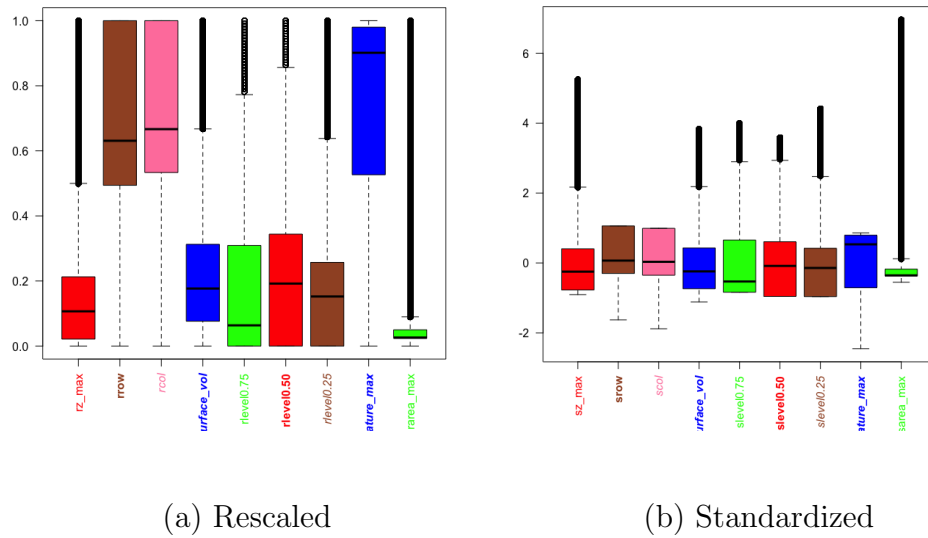 1.0
0.8
0.6
0.4
0.2
0.0
rz_max
rrow
rcol
urface_vol
rlevel0.75
rlevel0.50
rlevel0.25
ature_max
rarea_max
6
4
2
0
-2
sz_max
srow
scol
urface_vol
slevel0.75
slevel0.50
slevel0.25
ature_max
sarea_max
(a) Rescaled
(b) Standardized